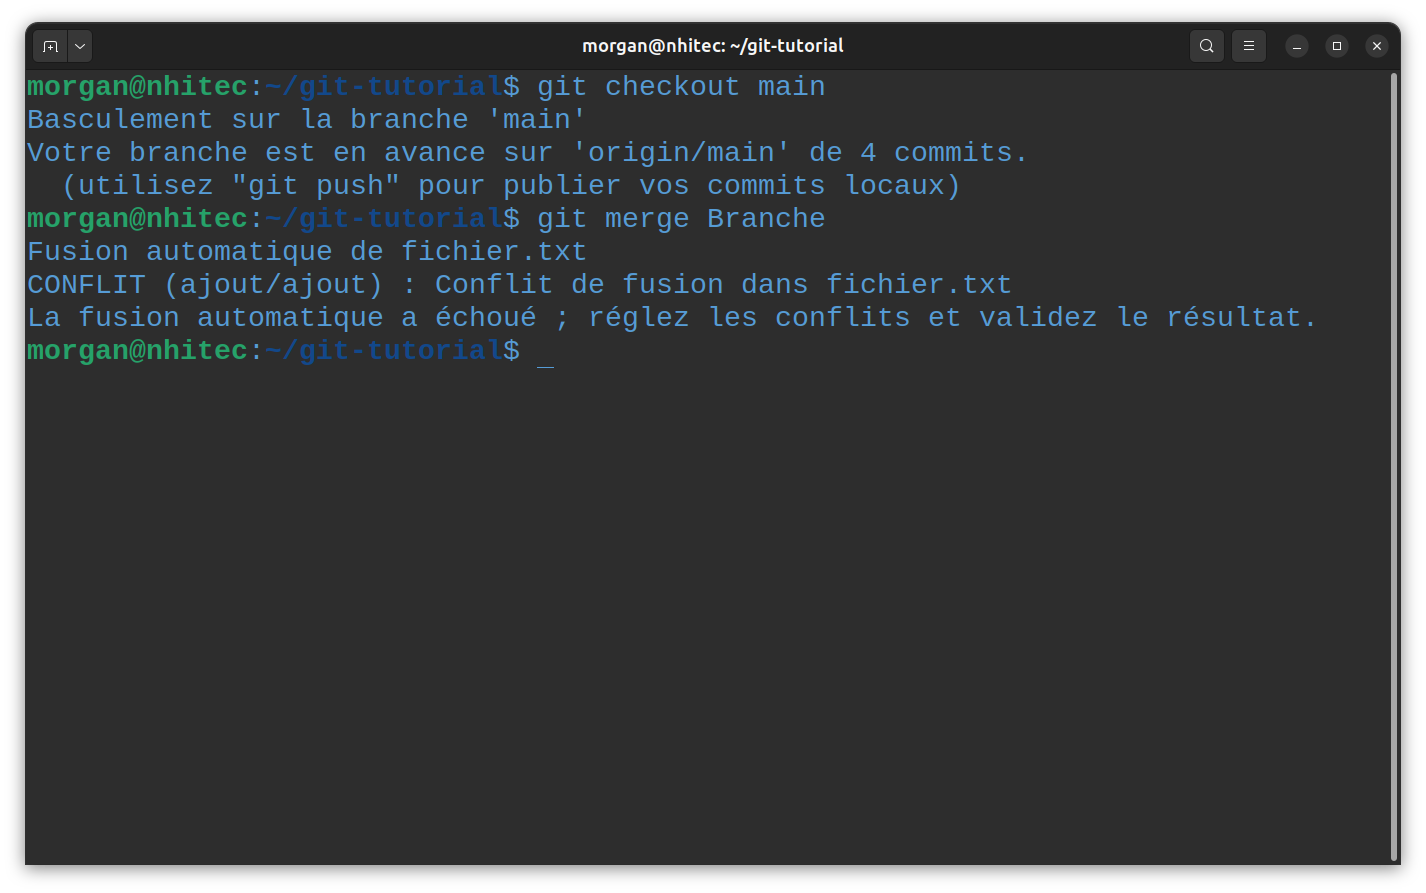 morgan@nhitec: ~/git-tutorial
morgan@nhitec:~/git-tutorial$ git checkout main
Basculement sur la branche 'main'
Votre branche est en avance sur 'origin/main' de 4 commits.
  (utilisez "git push" pour publier vos commits locaux)
morgan@nhitec:~/git-tutorial$ git merge Branche
Fusion automatique de fichier.txt
CONFLIT (ajout/ajout) : Conflit de fusion dans fichier.txt
La fusion automatique a échoué ; réglez les conflits et validez le résultat.
morgan@nhitec:~/git-tutorial$ _